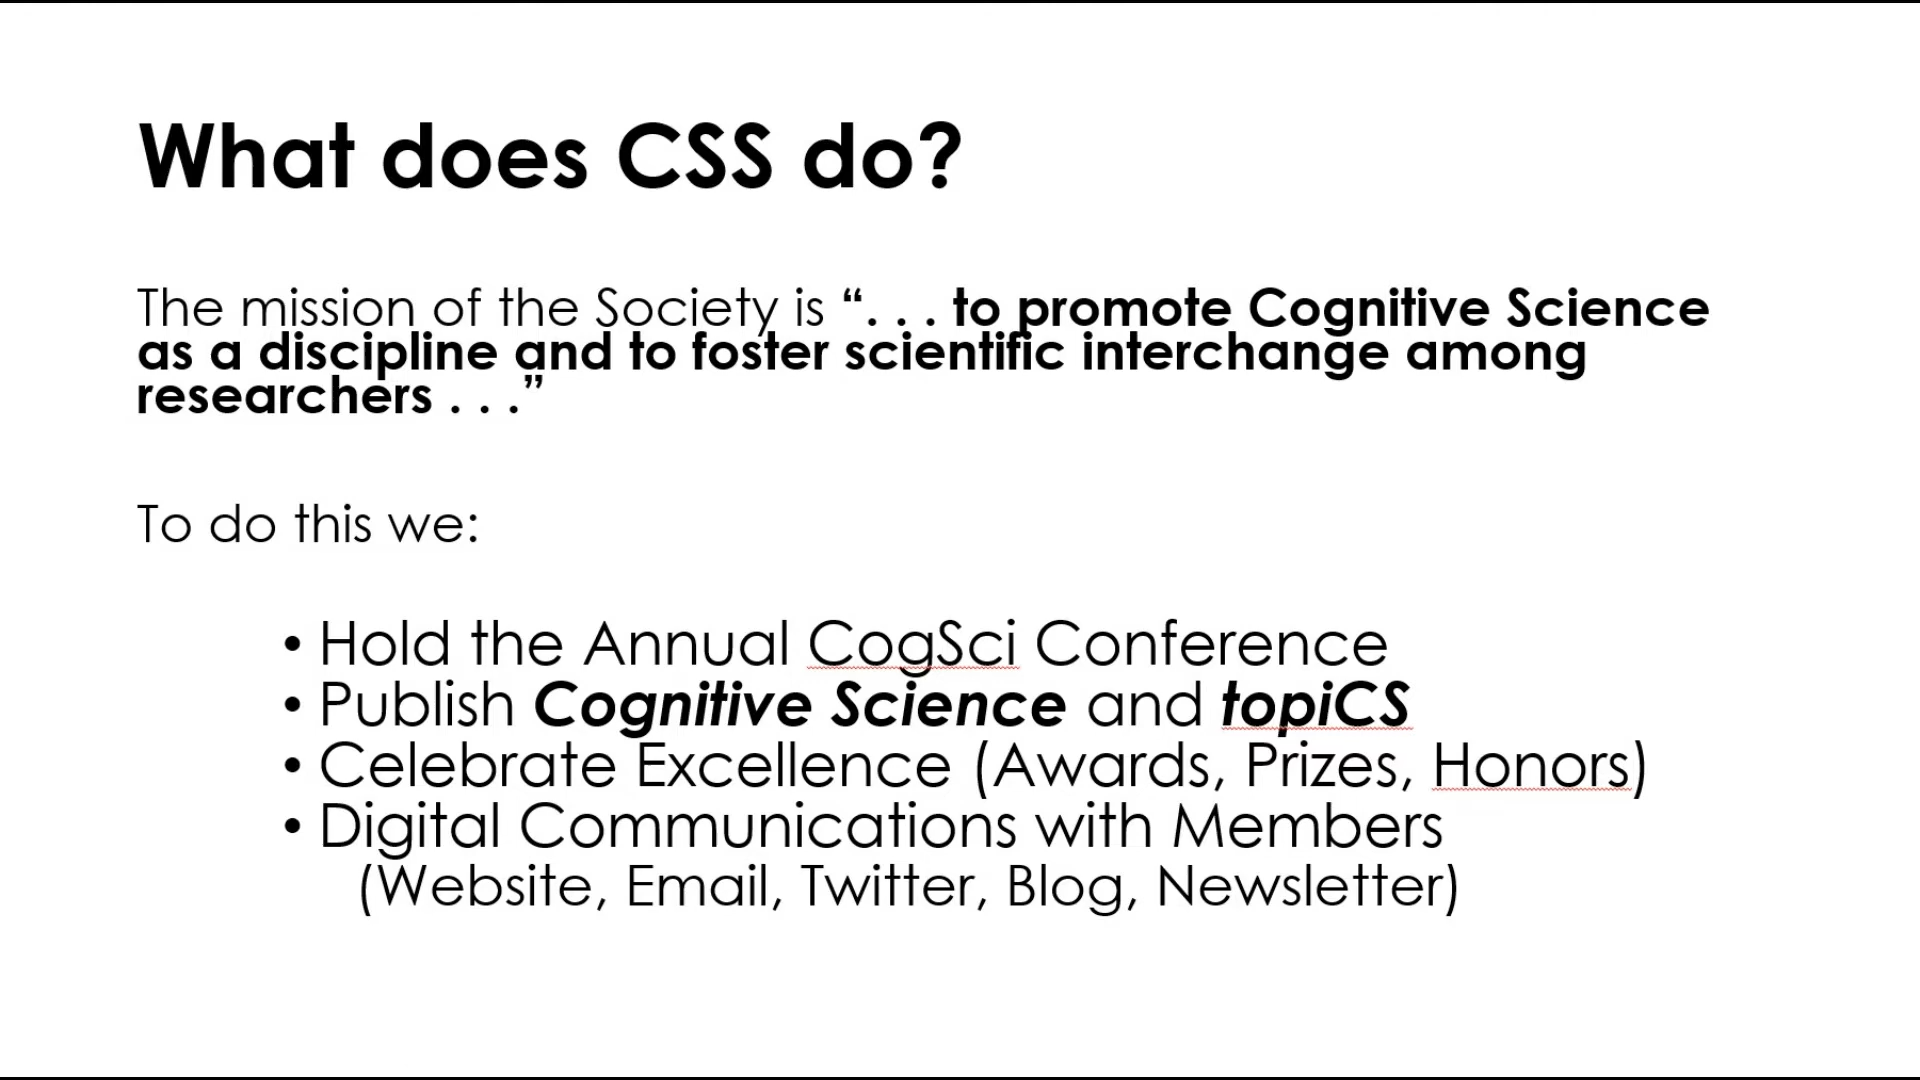 What does CSS do?
The mission of the Society is “. . . to promote Cognitive Science
as a discipline and to foster scientific interchange among
researchers . . .”
To do this we:
• Hold the Annual CogSci Conference
• Publish Cognitive Science and topiCS
• Celebrate Excellence (Awards, Prizes, Honors)
• Digital Communications with Members
(Website, Email, Twitter, Blog, Newsletter)